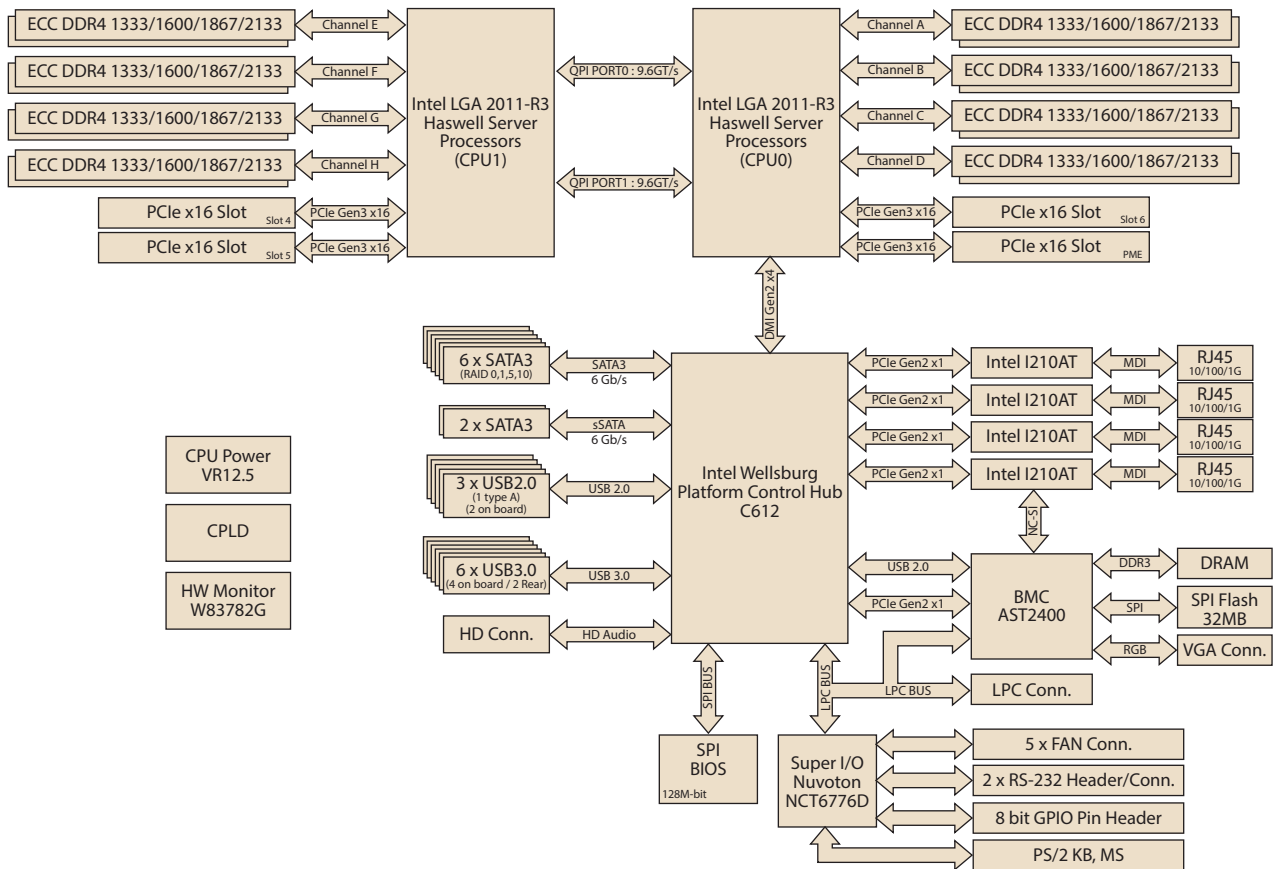 ECC DDR4 1333/1600/1867/2133
Channel E
ECC DDR4 1333/1600/1867/2133
Channel F
ECC DDR4 1333/1600/1867/2133
Channel G
ECC DDR4 1333/1600/1867/2133
Channel H
PCIe x16 Slot
Slot 4
PCIe Gen3 x16
PCIe x16 Slot
Slot 5
PCIe Gen3 x16
Intel LGA 2011-R3
Haswell Server
Processors
(CPU1)
QPI PORT0 : 9.6GT/s
QPI PORT1 : 9.6GT/s
Intel LGA 2011-R3
Haswell Server
Processors
(CPU0)
Channel A
ECC DDR4 1333/1600/1867/2133
Channel B
ECC DDR4 1333/1600/1867/2133
Channel C
ECC DDR4 1333/1600/1867/2133
Channel D
ECC DDR4 1333/1600/1867/2133
PCIe Gen3 x16
PCIe x16 Slot
Slot 6
PCIe Gen3 x16
PCIe x16 Slot
PME
DMI Gen2 x4
6 x SATA3
(RAID 0,1,5,10)
SATA3
6 Gb/s
2 x SATA3
sSATA
6 Gb/s
3 x USB2.0
(1 type A)
(2 on board)
USB 2.0
6 x USB3.0
(4 on board / 2 Rear)
USB 3.0
HD Conn.
HD Audio
Intel Wellsburg
Platform Control Hub
C612
PCIe Gen2 x1
Intel I210AT
MDI
RJ45
10/100/1G
PCIe Gen2 x1
Intel I210AT
MDI
RJ45
10/100/1G
PCIe Gen2 x1
Intel I210AT
MDI
RJ45
10/100/1G
PCIe Gen2 x1
Intel I210AT
MDI
RJ45
10/100/1G
NC-SI
USB 2.0
PCIe Gen2 x1
BMC
AST2400
DDR3
DRAM
SPI
SPI Flash
32MB
RGB
VGA Conn.
CPU Power
VR12.5
CPLD
HW Monitor
W83782G
SPI BUS
LPC BUS
LPC BUS
LPC Conn.
SPI
BIOS
128M-bit
Super I/O
Nuvoton
NCT6776D
5 x FAN Conn.
2 x RS-232 Header/Conn.
8 bit GPIO Pin Header
PS/2 KB, MS